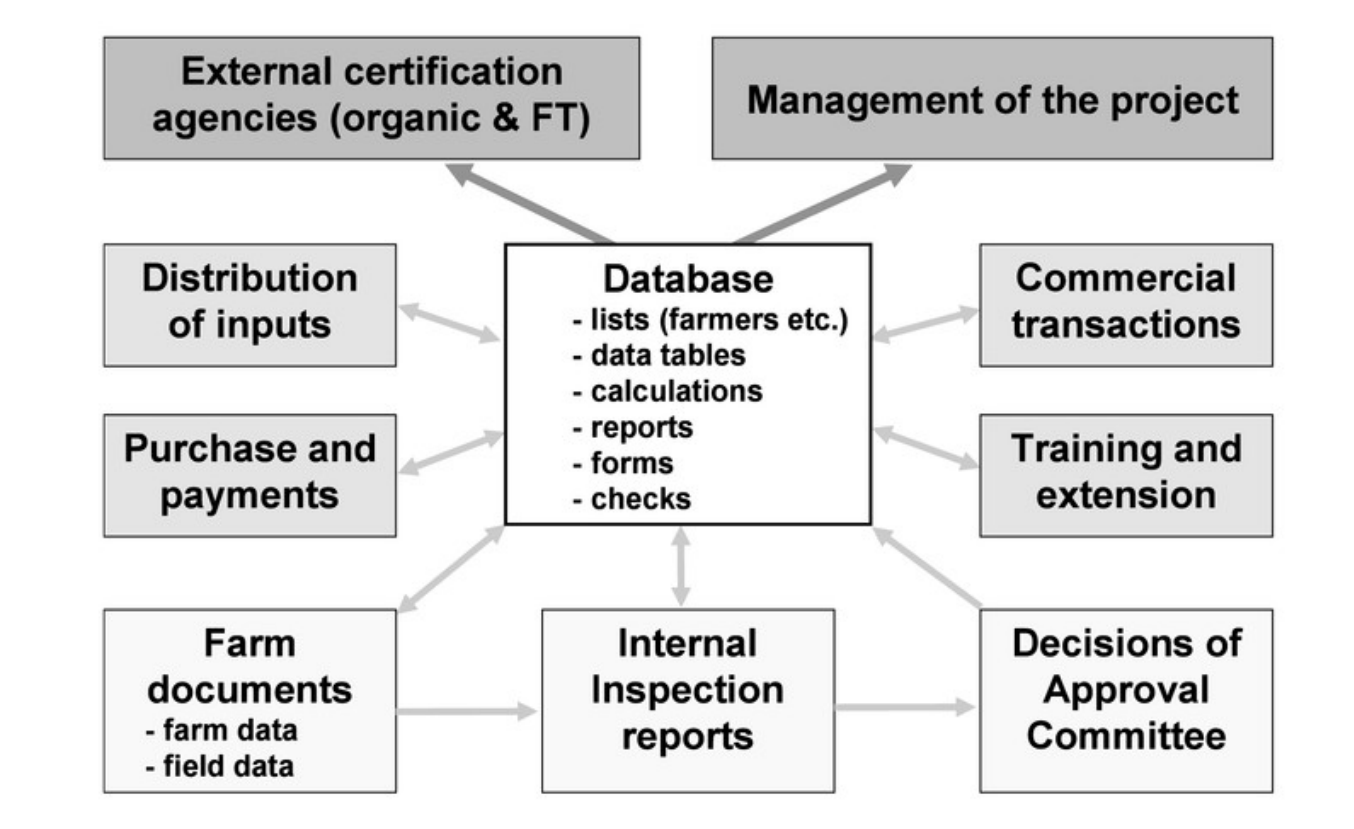 External certification
agencies (organic & FT)
Management of the project
Distribution
of inputs
Database
- lists (farmers etc.)
- data tables
- calculations
- reports
- forms
- checks
Commercial
transactions
Purchase and
payments
Training and
extension
Farm
documents
- farm data
- field data
Internal
Inspection
reports
Decisions of
Approval
Committee